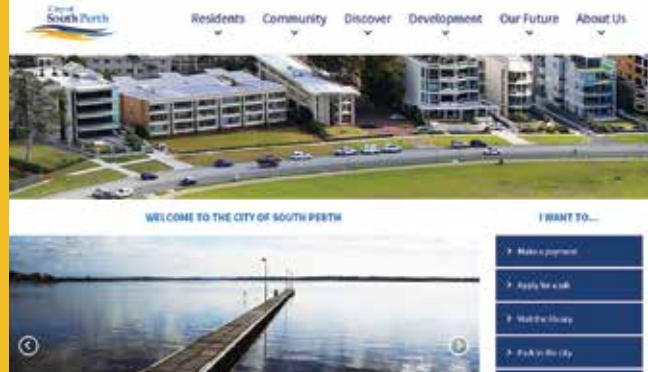 City of
South Perth
Residents Community Discover Development Our Future About Us
WELCOME TO THE CITY OF SOUTH PERTH
I WANT TO...
Make a payment
Apply for a job
Visit the library
Park in the city